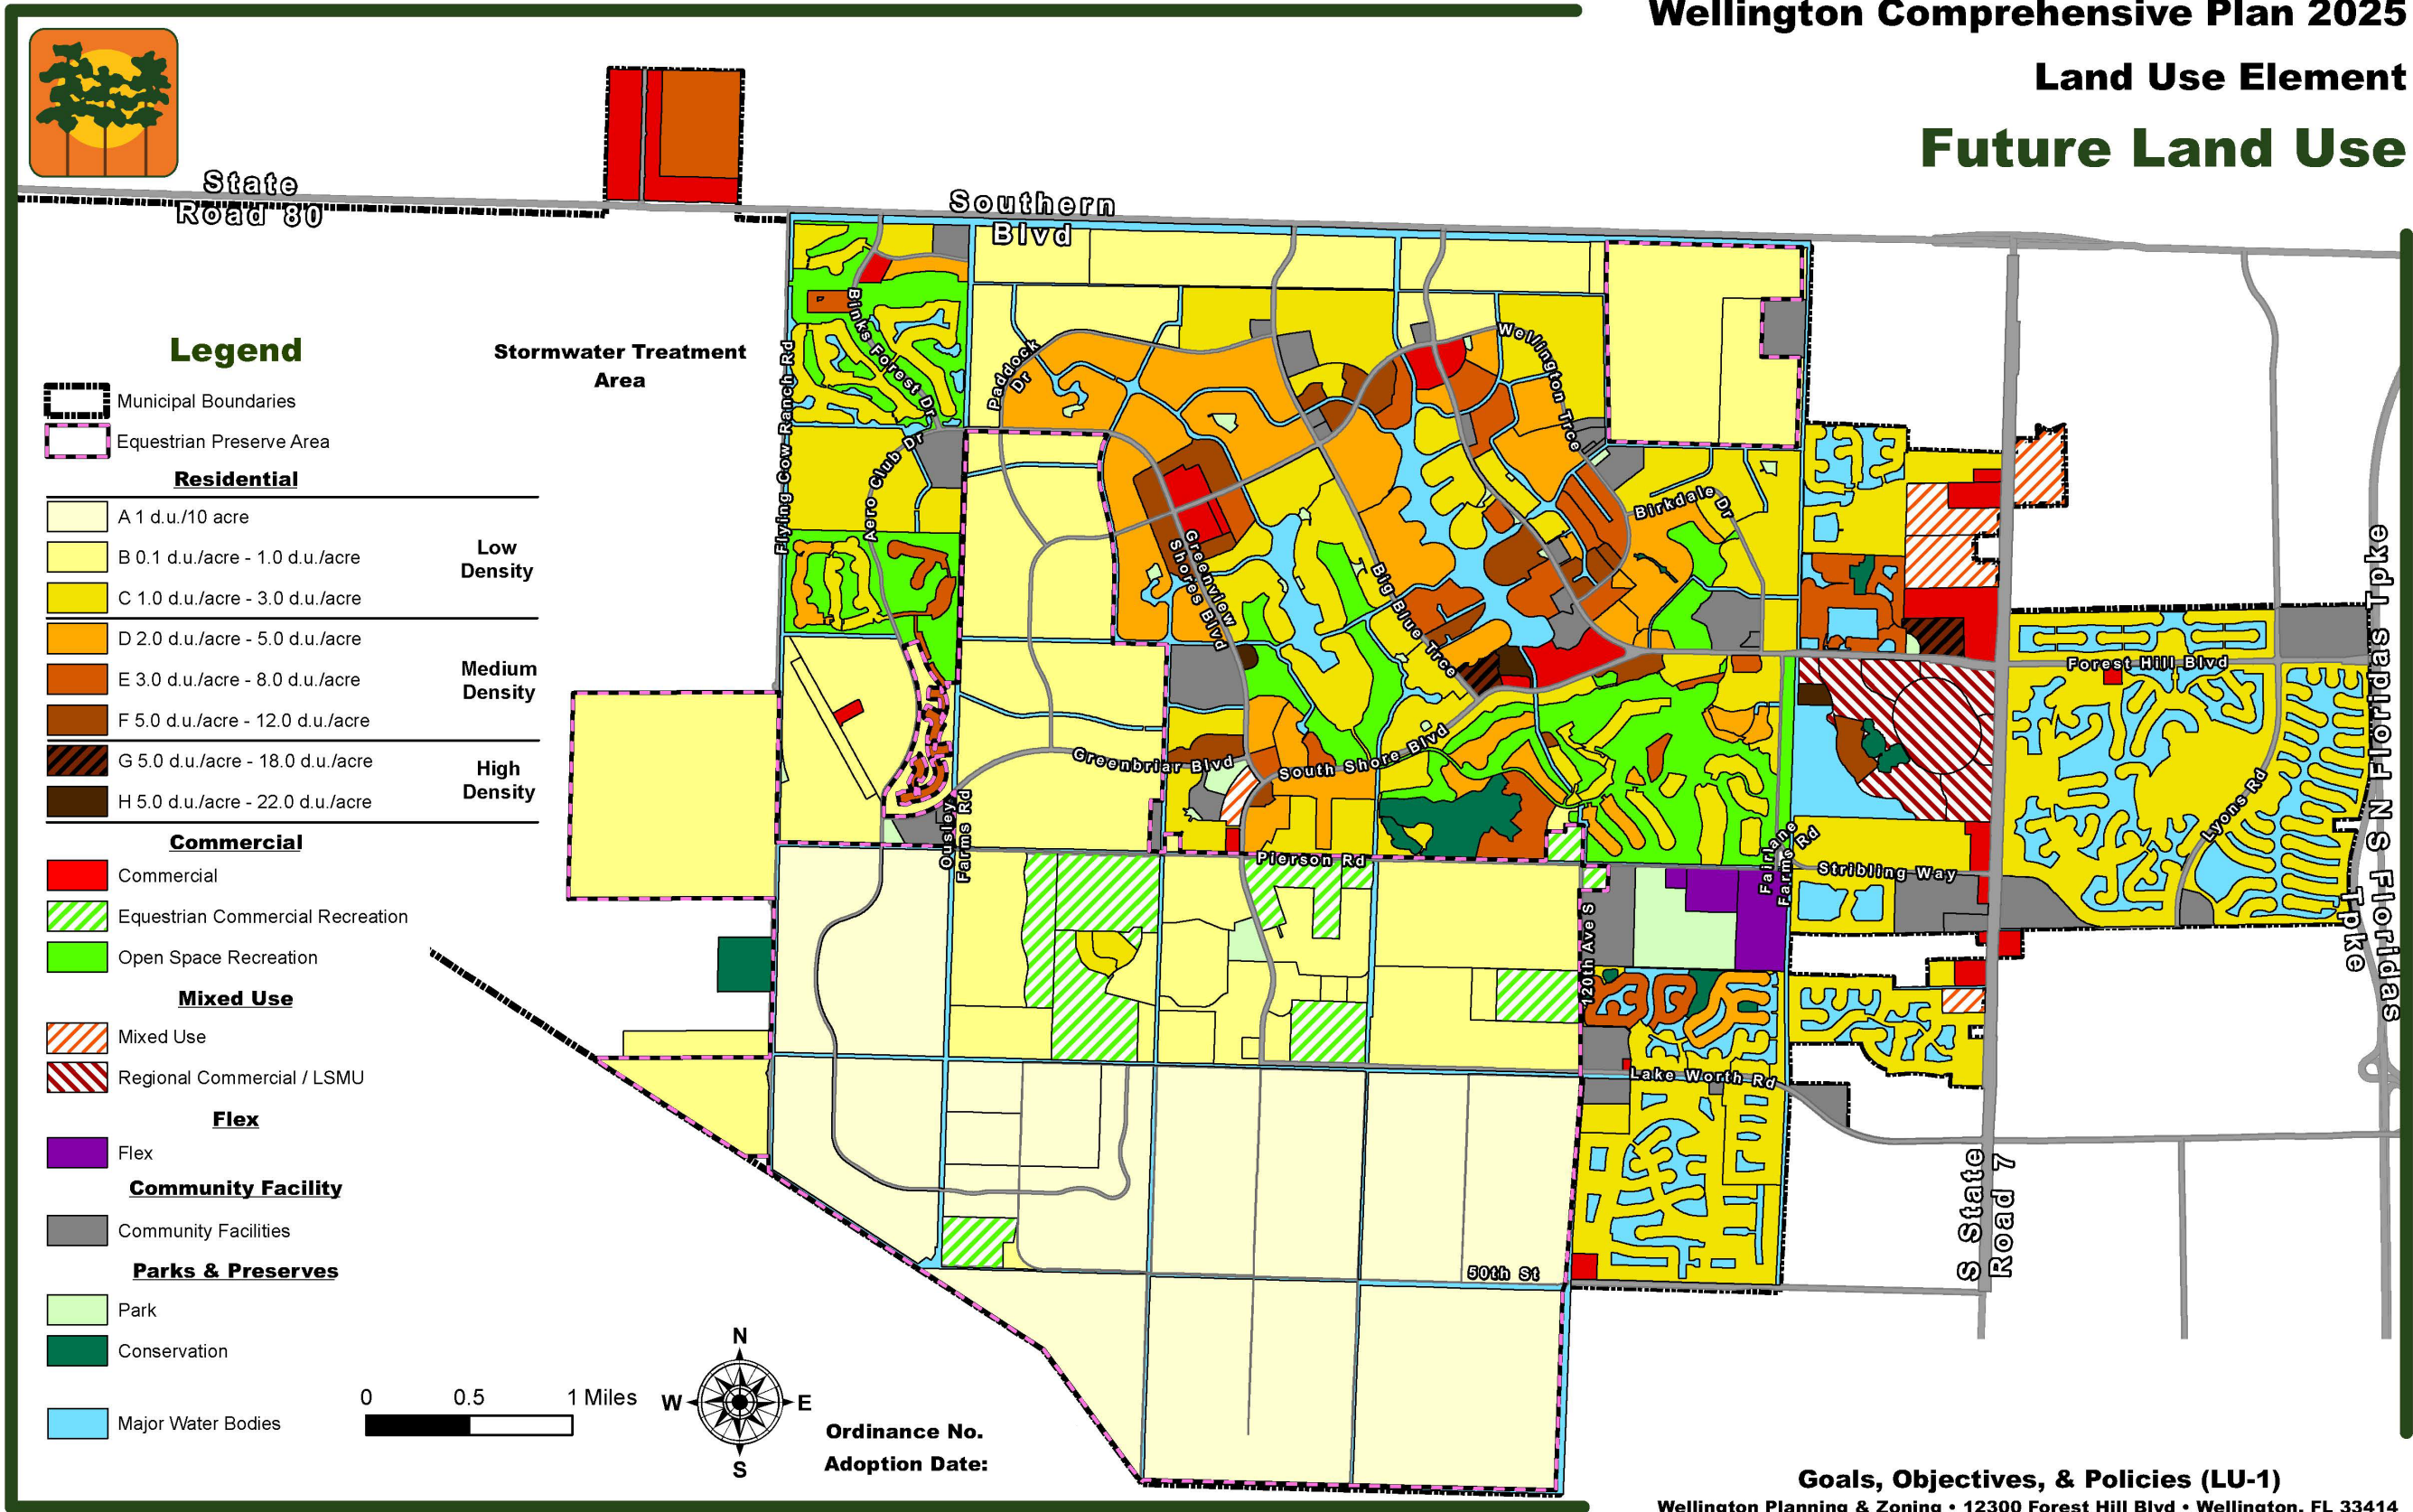 Wellington Comprehensive Plan 2025
Land Use Element
Future Land Use
State
Road 80
Southern
Blvd
Legend
Municipal Boundaries
Equestrian Preserve Area
Residential
A 1 d.u./10 acre
B 0.1 d.u./acre - 1.0 d.u./acre
C 1.0 d.u./acre - 3.0 d.u./acre
Low
Density
D 2.0 d.u./acre - 5.0 d.u./acre
E 3.0 d.u./acre - 8.0 d.u./acre
F 5.0 d.u./acre - 12.0 d.u./acre
Medium
Density
G 5.0 d.u./acre - 18.0 d.u./acre
H 5.0 d.u./acre - 22.0 d.u./acre
High
Density
Commercial
Commercial
Equestrian Commercial Recreation
Open Space Recreation
Mixed Use
Mixed Use
Regional Commercial / LSMU
Flex
Flex
Community Facility
Community Facilities
Parks & Preserves
Park
Conservation
Major Water Bodies
0 0.5 1 Miles
N
W E
S
Ordinance No.
Adoption Date:
Stormwater Treatment
Area
Flying Cow Ranch Rd
Binks Forest Dr
Aero Club Dr
Paddock
Dr
Wellington Trce
Birkdale Dr
Greenview
Shores Blvd
Big Blue Trce
Forest Hill Blvd
Greenbriar Blvd
South Shore Blvd
Ousley
Farms Rd
Pierson Rd
Fairlane
Farms Rd
Stribling Way
Lyons Rd
120th Ave S
Lake Worth Rd
50th St
S State
Road 7
N Floridas Tpke
S Floridas
Tpke
Goals, Objectives, & Policies (LU-1)
Wellington Planning & Zoning • 12300 Forest Hill Blvd • Wellington, FL 33414